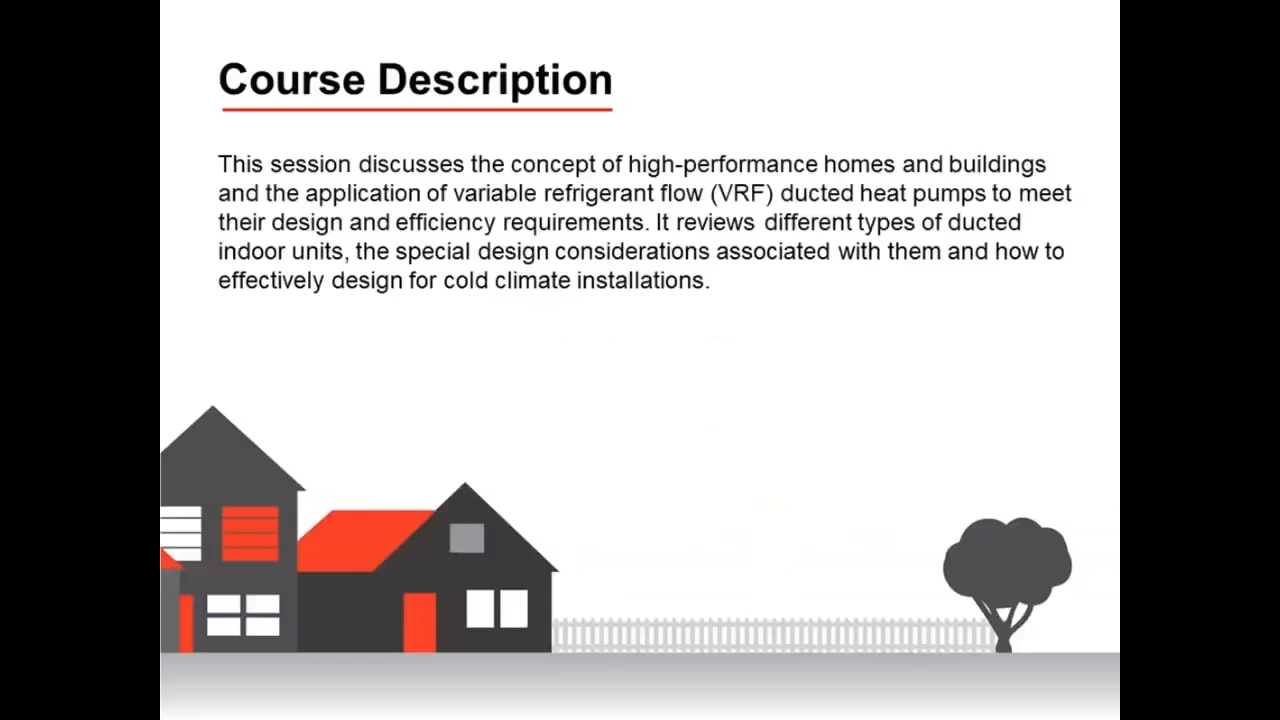 Course Description
This session discusses the concept of high-performance homes and buildings
and the application of variable refrigerant flow (VRF) ducted heat pumps to meet
their design and efficiency requirements. It reviews different types of ducted
indoor units, the special design considerations associated with them and how to
effectively design for cold climate installations.